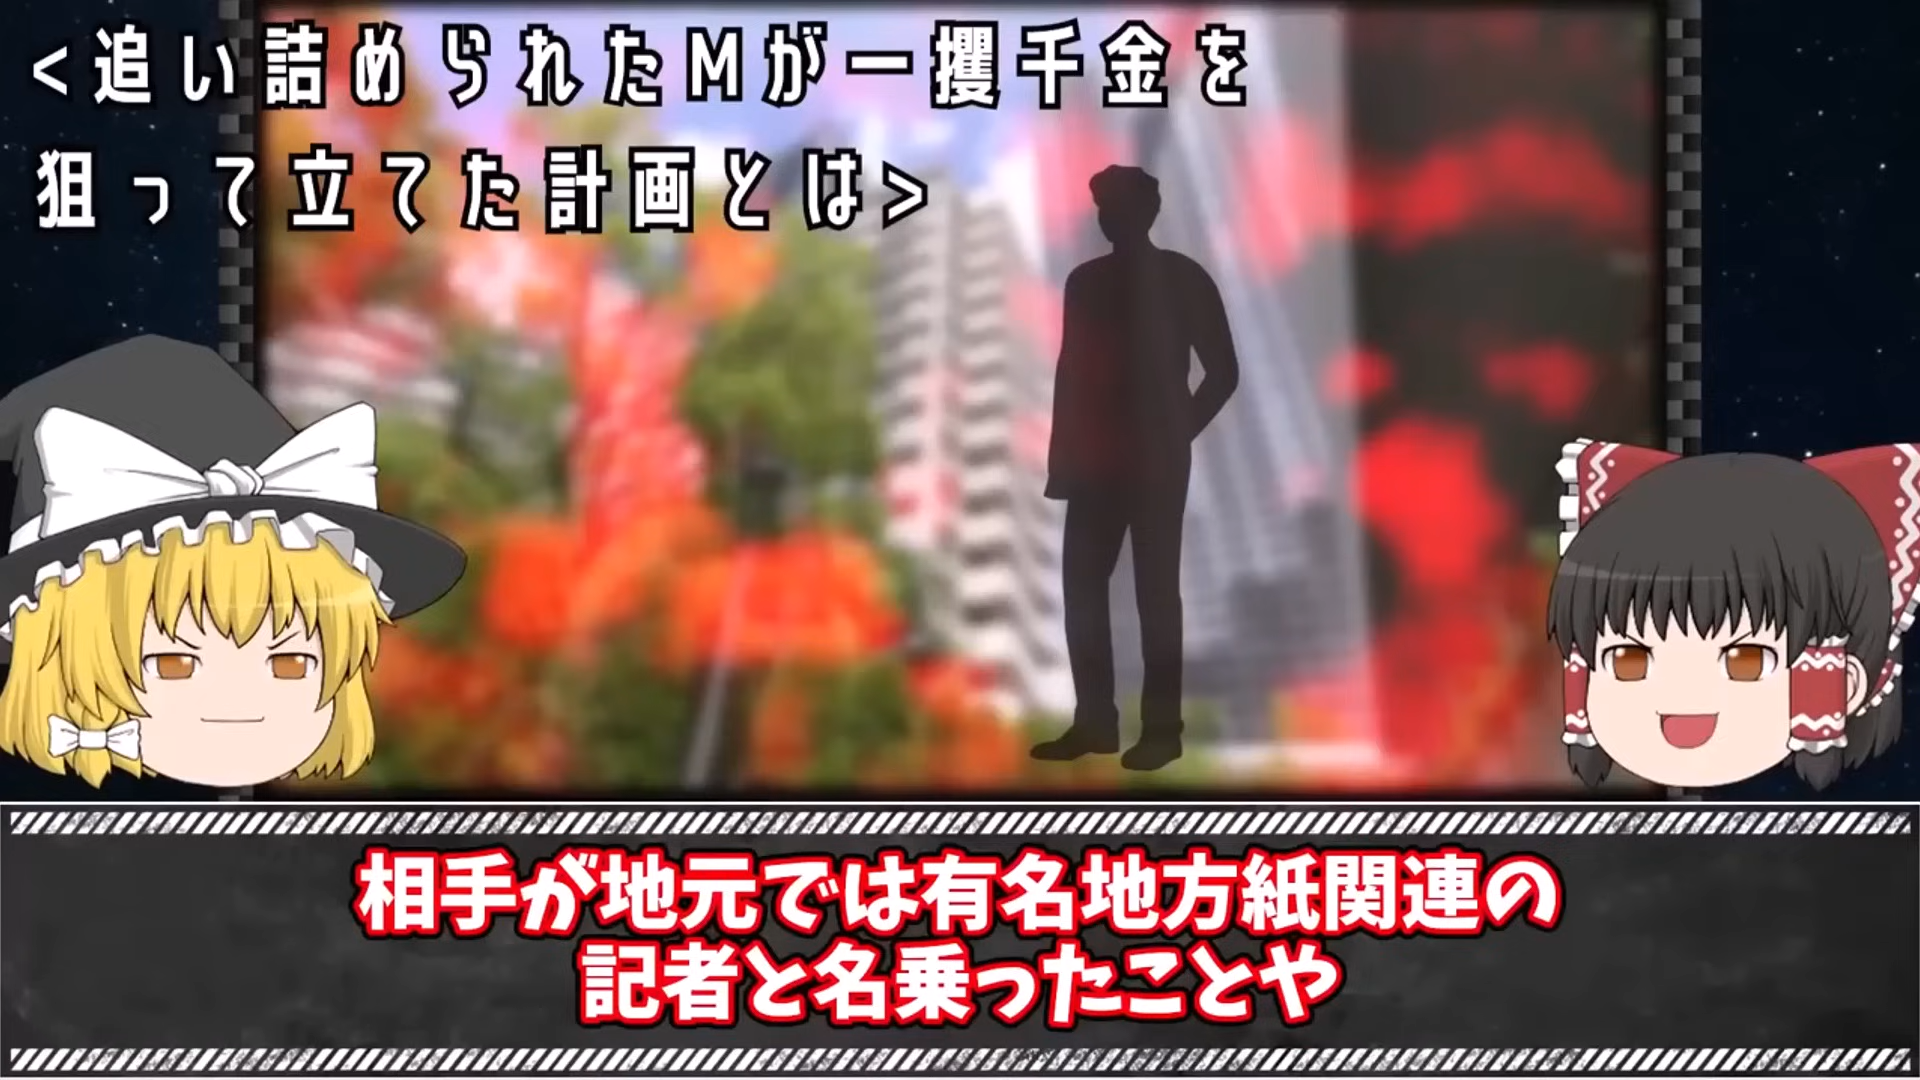 <追い詰められたMが一攫千金を
狙って立てた計画とは>
相手が地元では有名地方紙関連の
記者と名乗ったことや